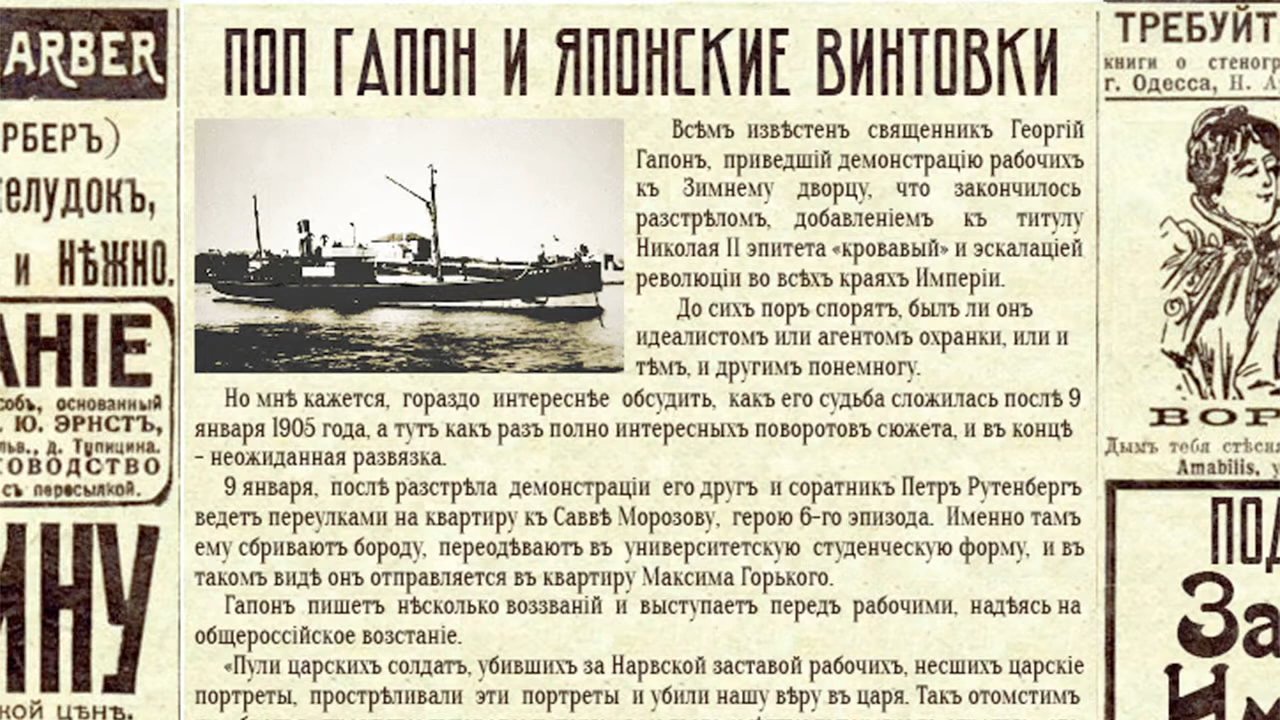 ARBER
РБЕРЪ)
елудокъ,
и НѢЖНО.
АНІЕ
собъ, основанный
. Ю. ЭРНСТЪ,
льв., д. Тупицина.
КОВОДСТВО
съ пересылкой.
ИНУ
кой цѣнѣ.
ПОП ГАПОН И ЯПОНСКИЕ ВИНТОВКИ
Всѣмъ извѣстенъ священникъ Георгій
Гапонъ, приведшій демонстрацію рабочихъ
къ Зимнему дворцу, что закончилось
разстрѣломъ, добавленіемъ къ титулу
Николая II эпитета «кровавый» и эскалаціей
революціи во всѣхъ краяхъ Имперіи.
До сихъ поръ спорятъ, былъ ли онъ
идеалистомъ или агентомъ охранки, или и
тѣмъ, и другимъ понемногу.
Но мнѣ кажется, гораздо интереснѣе обсудить, какъ его судьба сложилась послѣ 9
января 1905 года, а тутъ какъ разъ полно интересныхъ поворотовъ сюжета, и въ концѣ
– неожиданная развязка.
9 января, послѣ разстрѣла демонстраціи его другъ и соратникъ Петръ Рутенбергъ
ведетъ переулками на квартиру къ Саввѣ Морозову, герою 6-го эпизода. Именно тамъ
ему сбриваютъ бороду, переодѣваютъ въ университетскую студенческую форму, и въ
такомъ видѣ онъ отправляется въ квартиру Максима Горького.
Гапонъ пишетъ нѣсколько воззваній и выступаетъ передъ рабочими, надѣясь на
общероссійское возстаніе.
«Пули царскихъ солдатъ, убившихъ за Нарвской заставой рабочихъ, несшихъ царскіе
портреты, прострѣливали эти портреты и убили нашу вѣру въ царя. Такъ отомстимъ
ТРЕБУЙТ
книги о стеногр
г. Одесса, Н. А
ВОР
Дымъ тебя стѣсня
Amabilis, у
ПОД
За